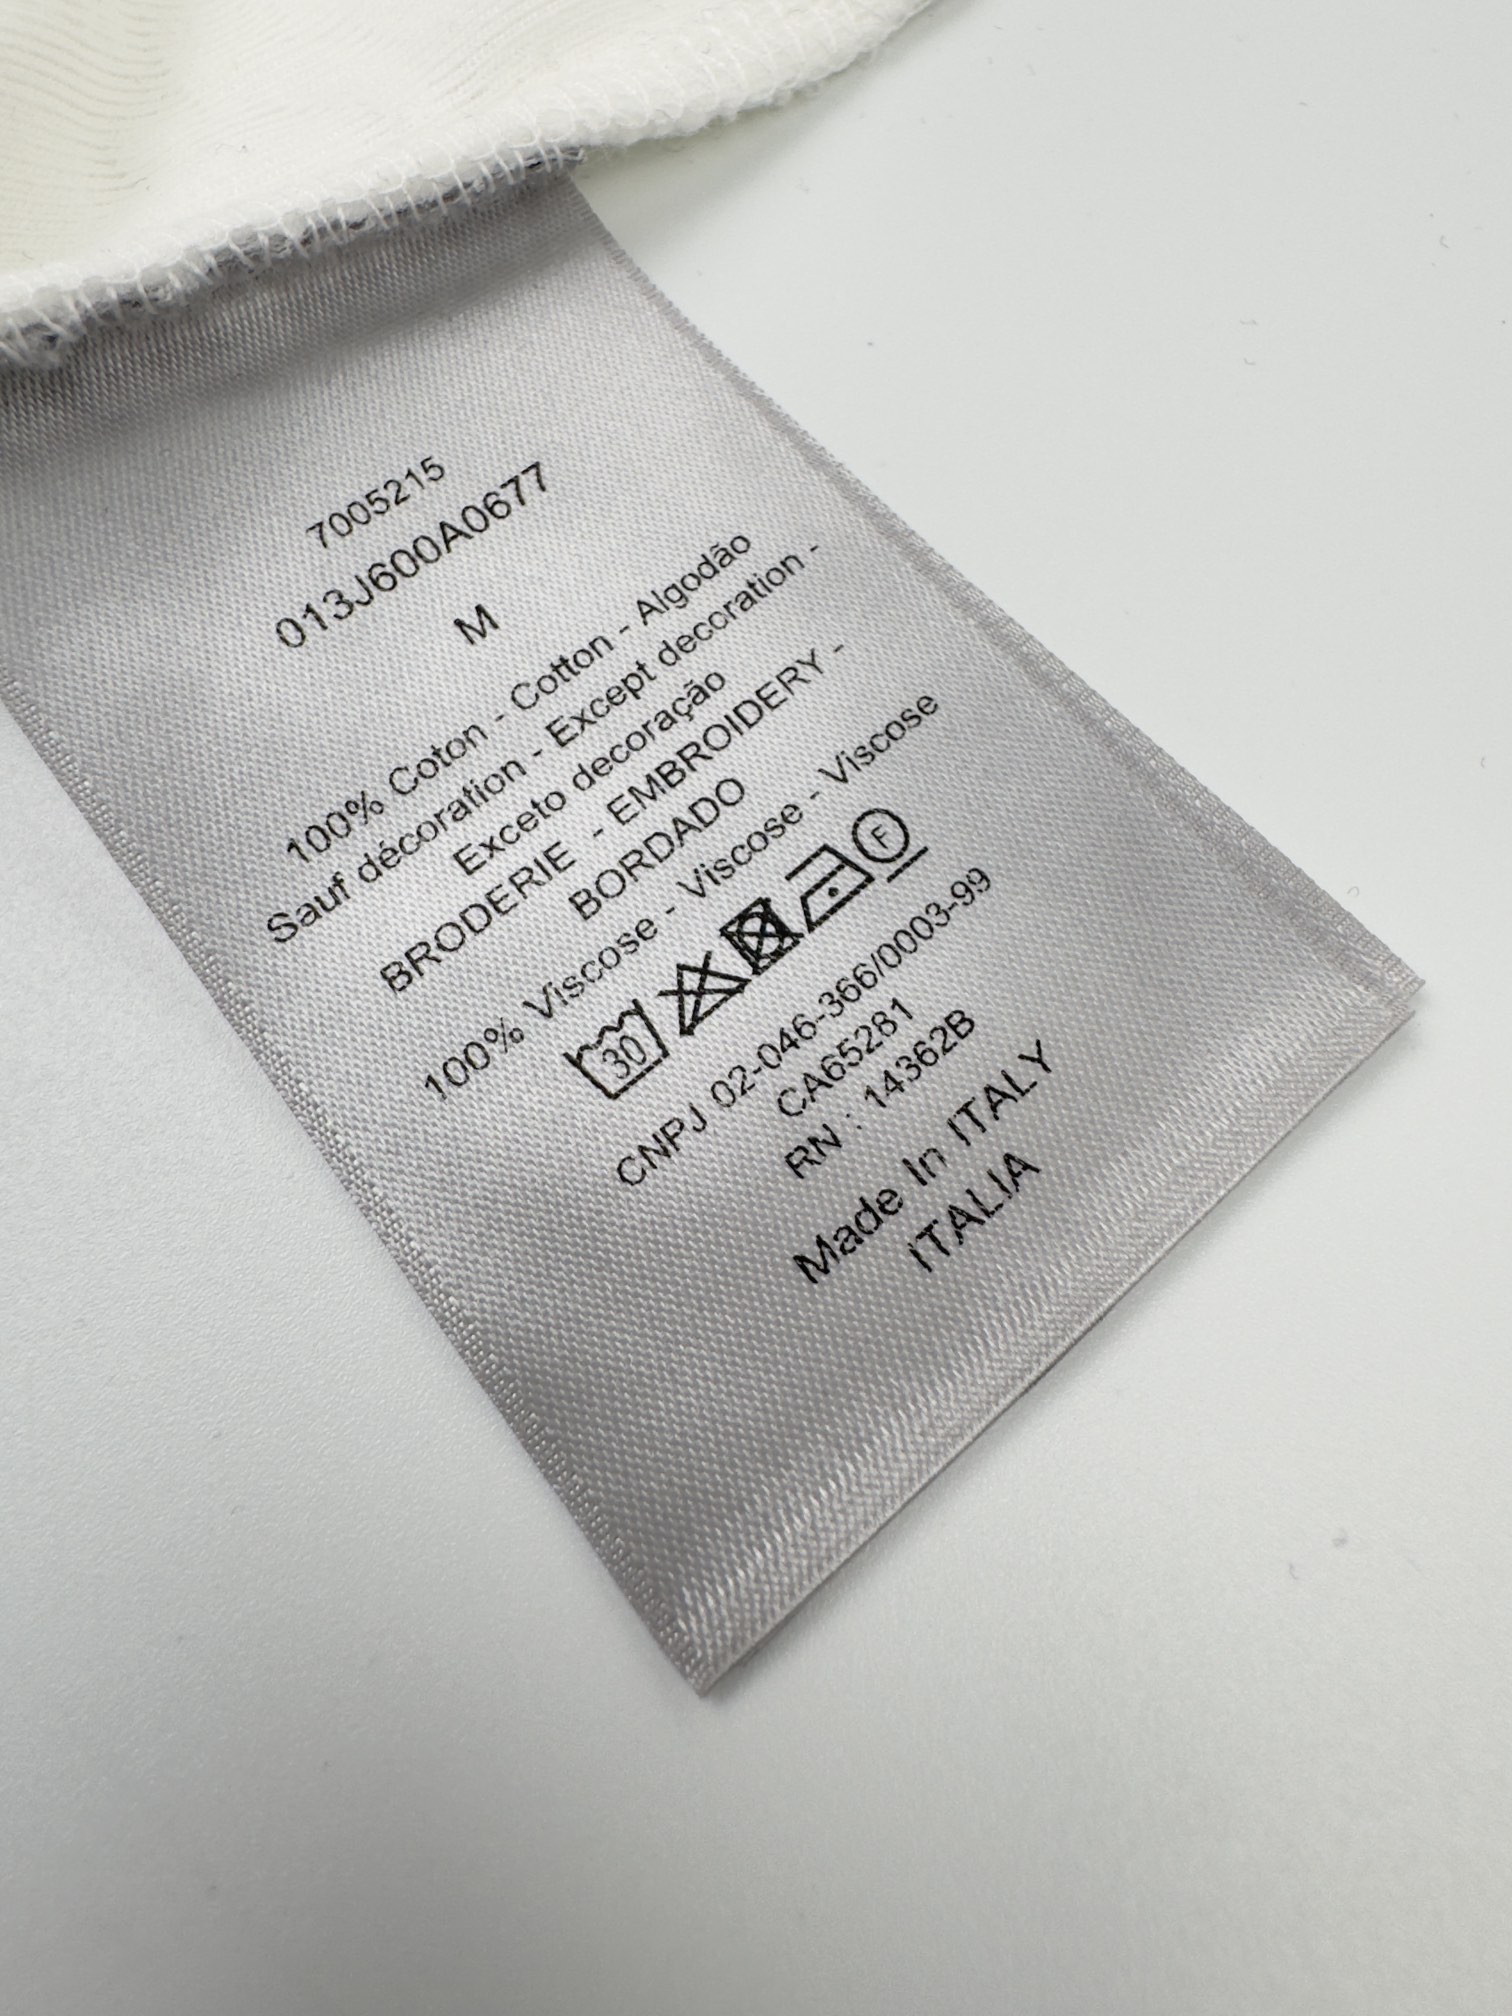 7005215
013J600A0677
M
100% Coton - Cotton - Algodão
Sauf décoration - Except decoration -
Exceto decoração
BRODERIE - EMBROIDERY -
BORDADO
100% Viscose - Viscose - Viscose
30 F
CNPJ 02-046-366/0003-99
CA65281
RN : 14362B
Made In ITALY
ITALIA